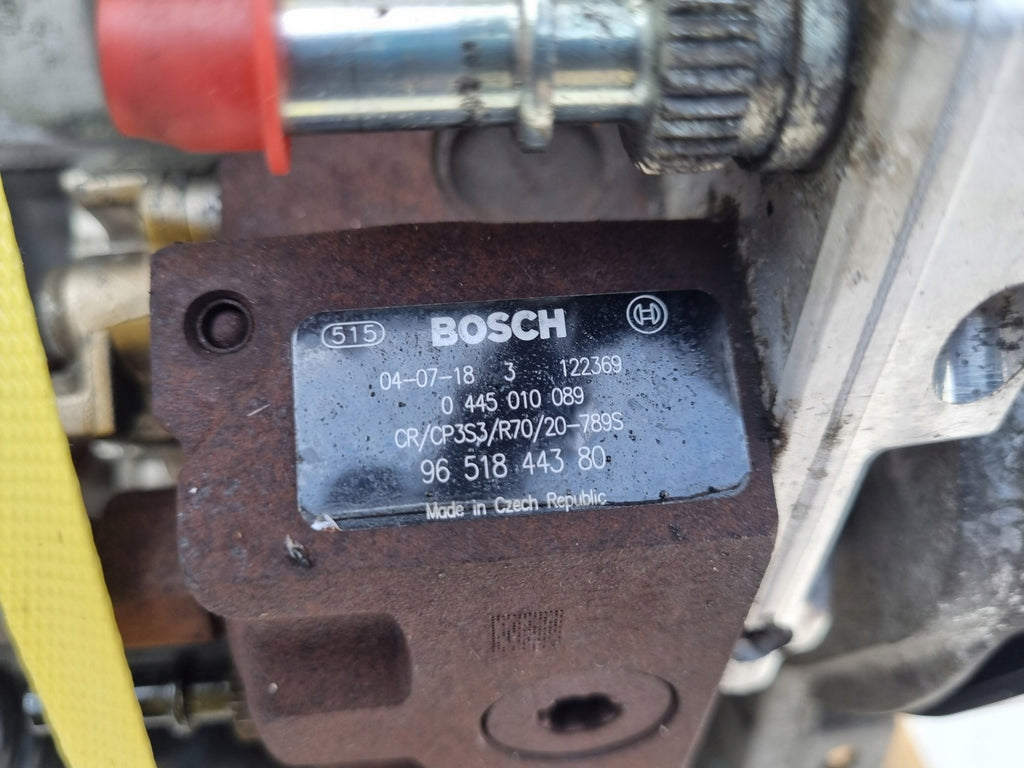 515 BOSCH
04-07-18 3 122369
0 445 010 089
CR/CP3S3/R70/20-789S
96 518 443 80
Made in Czech Republic